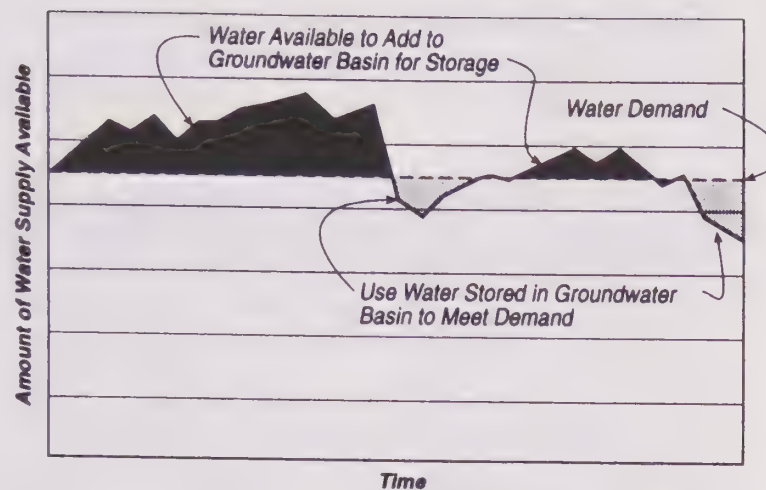 Water Available to Add to
Groundwater Basin for Storage
Water Demand
Amount of Water Supply Available
Use Water Stored in Groundwater
Basin to Meet Demand
Time